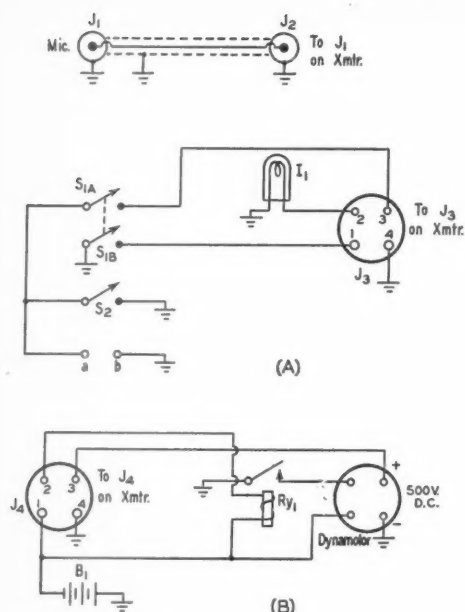 J1 J2
Mic. To J1
on Xmtr.
I1
S1A
2 3 To J3
on Xmtr.
S1B 1 4
J3
S2
a b
(A)
2 3 To J4
on Xmtr.
+
J4 1 4 Ry1 500V.
D.C.
Dynamotor -
B1
(B)